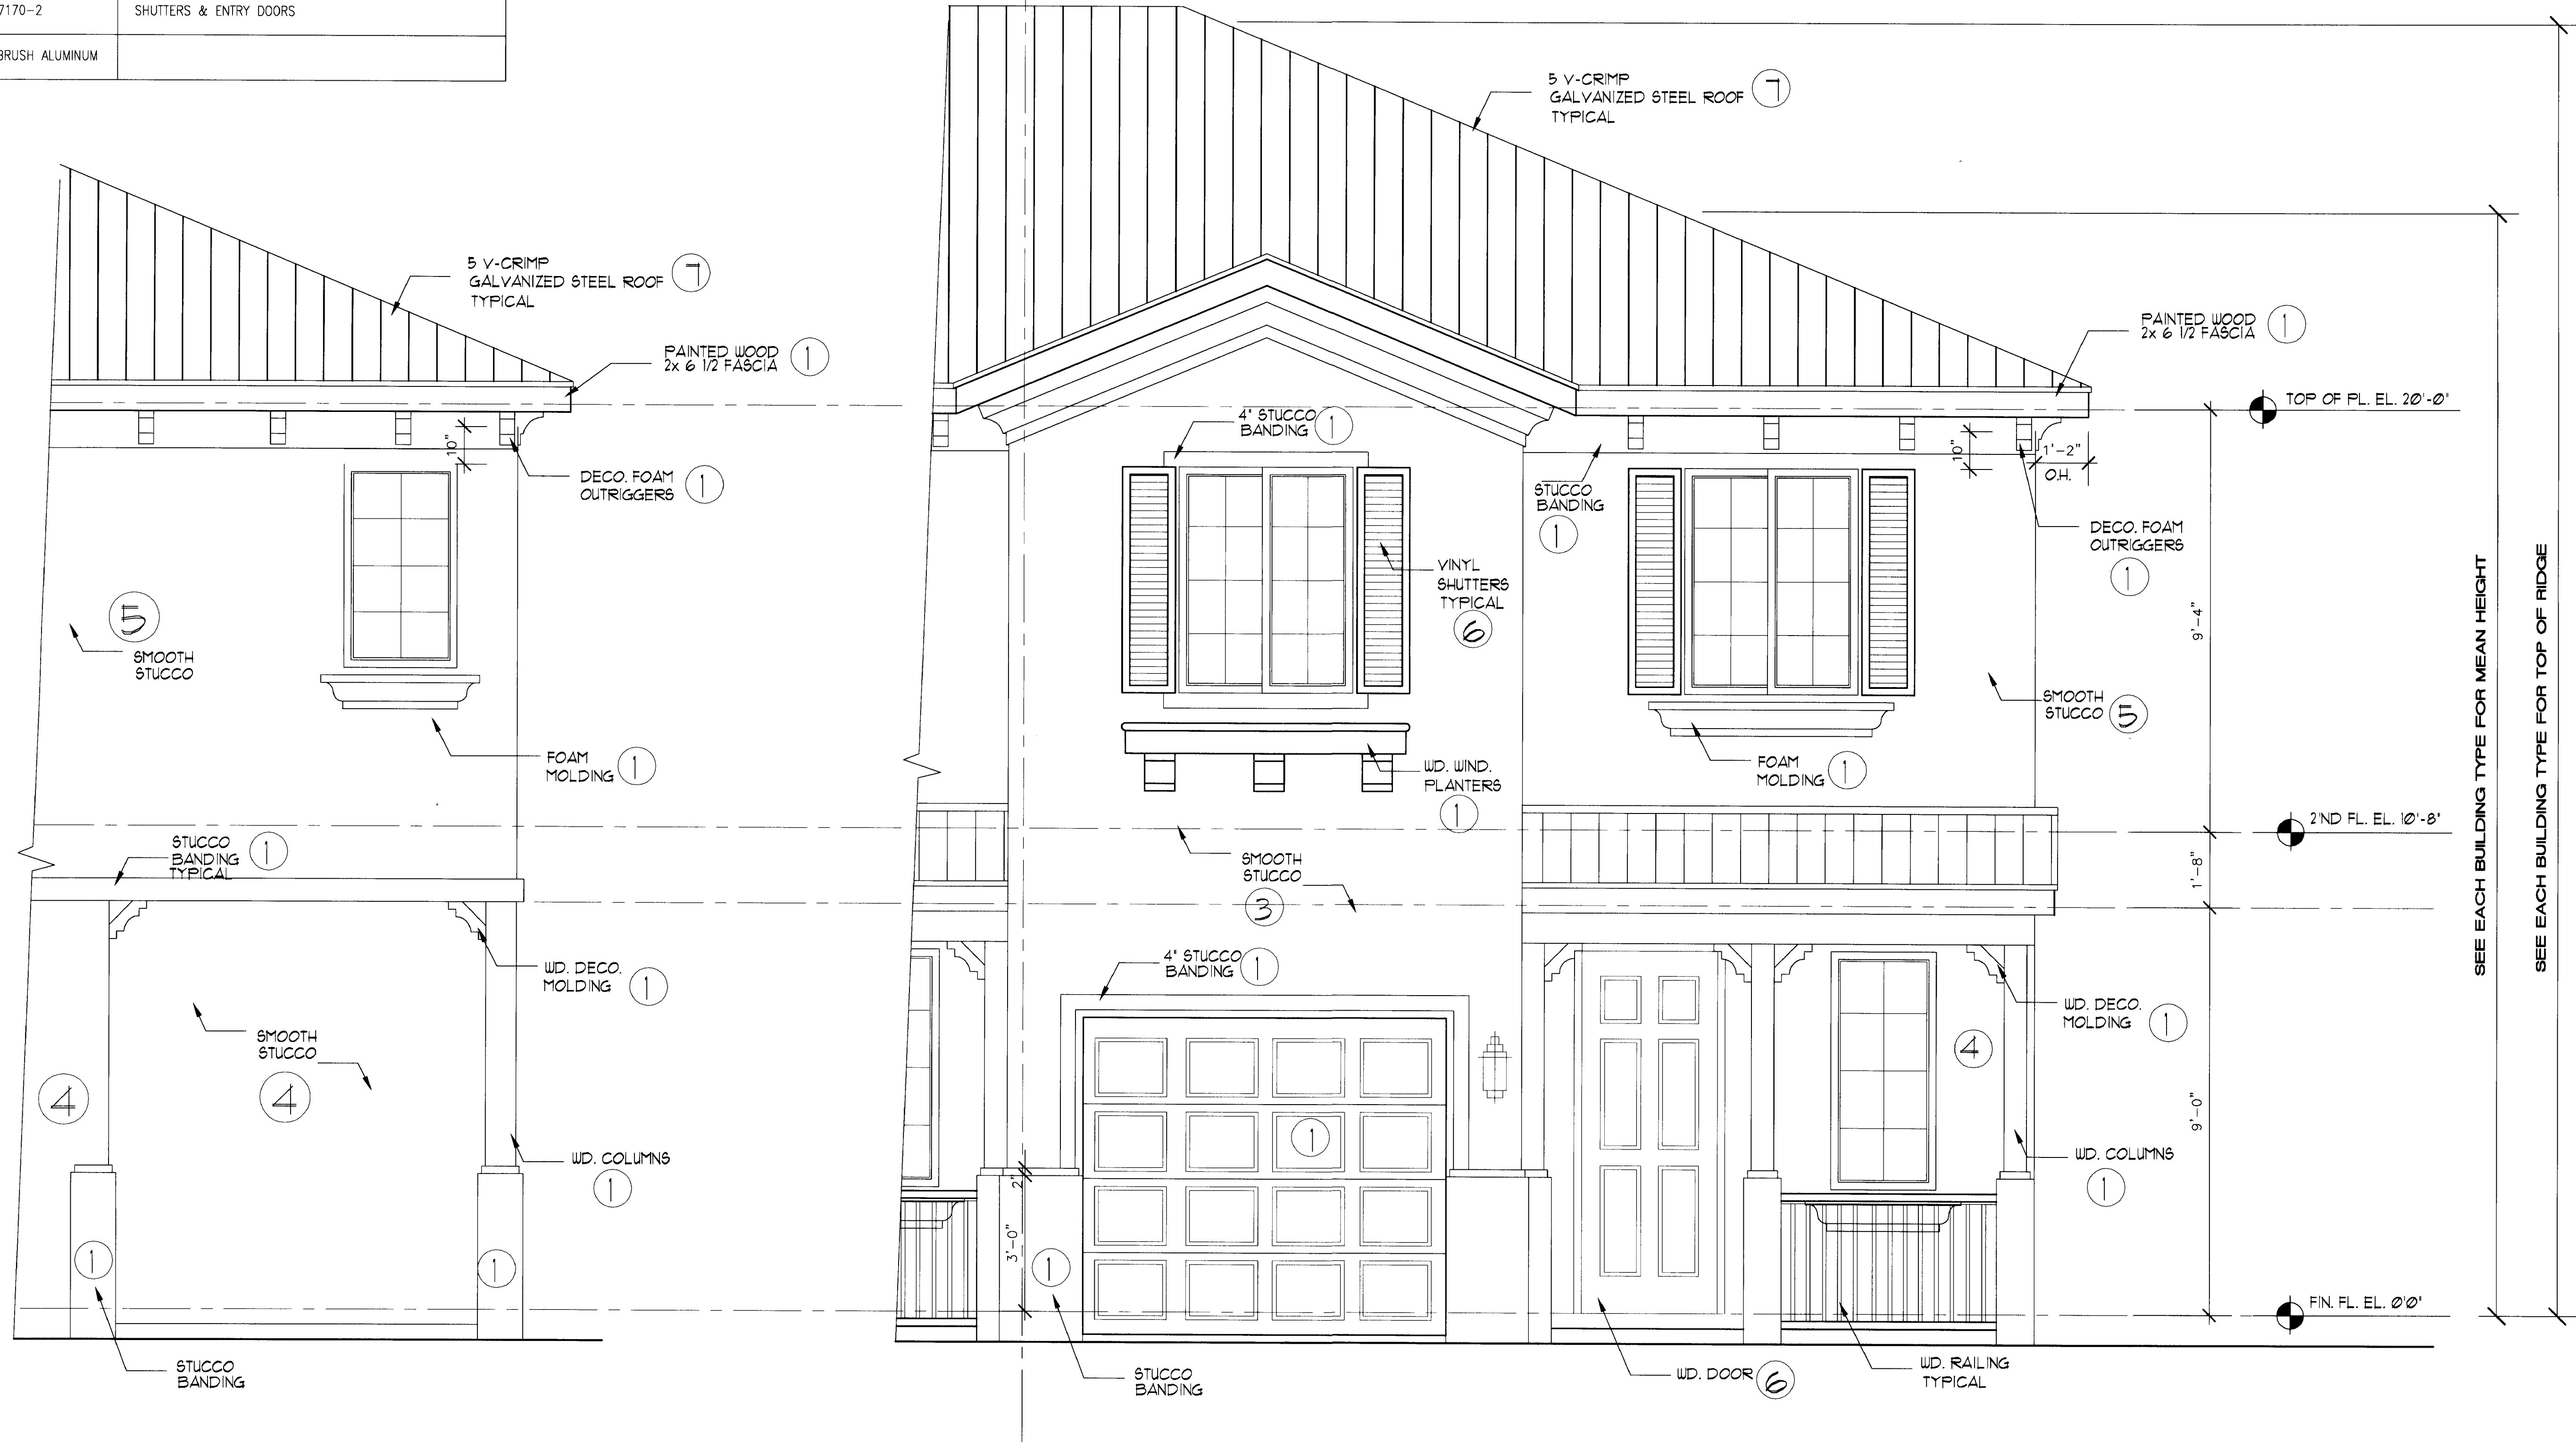 7170-2
SHUTTERS & ENTRY DOORS
BRUSH ALUMINUM
5 V-CRIMP
GALVANIZED STEEL ROOF 7
TYPICAL
PAINTED WOOD
2x 6 1/2 FASCIA 1
10"
DECO. FOAM
OUTRIGGERS 1
5
SMOOTH
STUCCO
FOAM
MOLDING 1
STUCCO
BANDING 1
TYPICAL
WD. DECO.
MOLDING 1
SMOOTH
STUCCO
4
4
WD. COLUMNS
1
1
1
STUCCO
BANDING
5 V-CRIMP
GALVANIZED STEEL ROOF 7
TYPICAL
PAINTED WOOD
2x 6 1/2 FASCIA 1
TOP OF PL. EL. 20'-0"
4" STUCCO
BANDING 1
STUCCO
BANDING
1
10"
1'-2"
O.H.
DECO. FOAM
OUTRIGGERS
1
VINYL
SHUTTERS
TYPICAL
6
9'-4"
SMOOTH
STUCCO 5
FOAM
MOLDING 1
WD. WIND.
PLANTERS
1
2'ND FL. EL. 10'-8"
1'-8"
SMOOTH
STUCCO
3
4" STUCCO
BANDING 1
WD. DECO.
MOLDING 1
4
1
9'-0"
WD. COLUMNS
1
2"
3'-0"
1
FIN. FL. EL. 0'0"
STUCCO
BANDING
WD. DOOR 6
WD. RAILING
TYPICAL
SEE EACH BUILDING TYPE FOR MEAN HEIGHT
SEE EACH BUILDING TYPE FOR TOP OF RIDGE